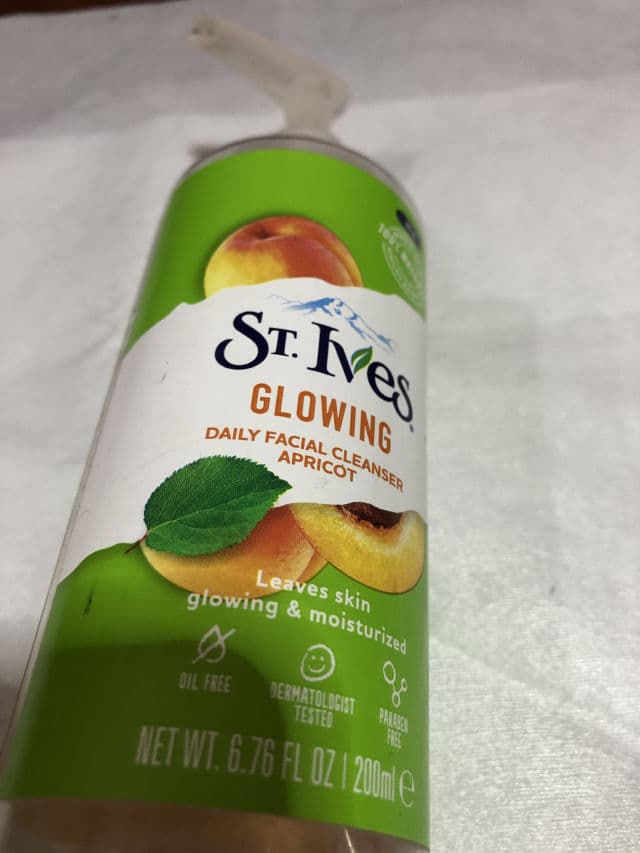 ST. Ives
GLOWING
DAILY FACIAL CLEANSER
APRICOT
Leaves skin
glowing & moisturized
OIL FREE
DERMATOLOGIST
TESTED
PARABEN
FREE
NET WT. 6.76 FL OZ | 200ml e